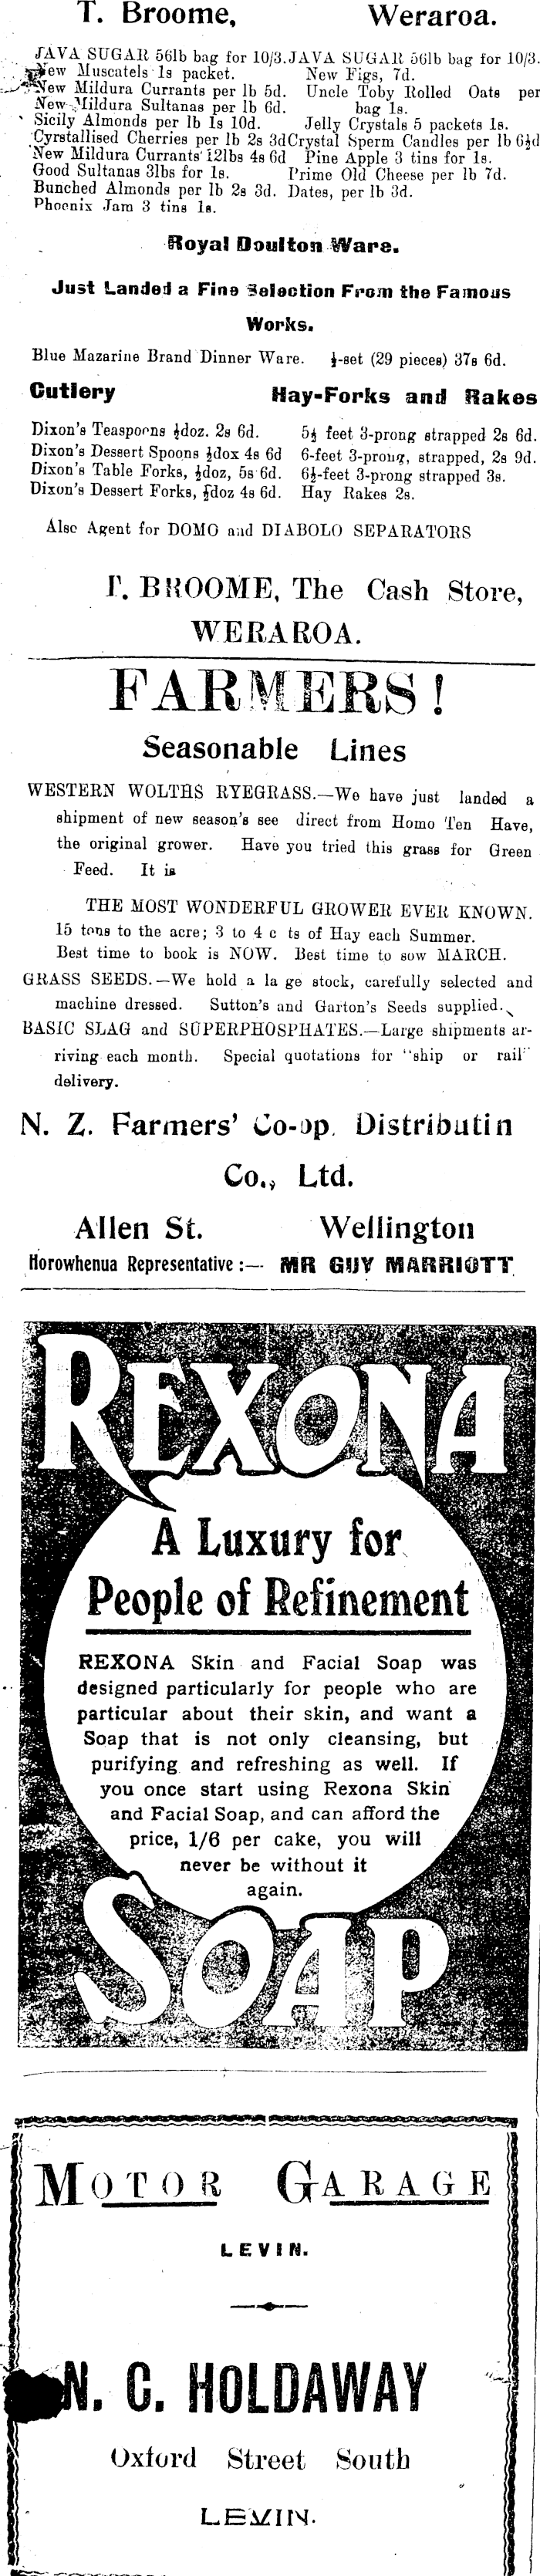 T. Broome, Weraroa.
JAVA SUGAR 56lb bag for 10/3. JAVA SUGAR 56lb bag for 10/3.
New Muscatels 1s packet. New Figs, 7d.
New Mildura Currants per lb 5d. Uncle Toby Rolled Oats per
New Mildura Sultanas per lb 6d. bag 1s.
Sicily Almonds per lb 1s 10d. Jelly Crystals 5 packets 1s.
Cyrstallised Cherries per lb 2s 3d Crystal Sperm Candles per lb 6½d
New Mildura Currants 12lbs 4s 6d Pine Apple 3 tins for 1s.
Good Sultanas 3lbs for 1s. Prime Old Cheese per lb 7d.
Bunched Almonds per lb 2s 3d. Dates, per lb 3d.
Phoenix Jam 3 tins 1s.
Royal Doulton Ware.
Just Landed a Fine Selection From the Famous
Works.
Blue Mazarine Brand Dinner Ware. ½-set (29 pieces) 37s 6d.
Cutlery Hay-Forks and Rakes
Dixon's Teaspoons ½doz. 2s 6d. 5½ feet 3-prong strapped 2s 6d.
Dixon's Dessert Spoons ½dox 4s 6d 6-feet 3-prong, strapped, 2s 9d.
Dixon's Table Forks, ½doz, 5s 6d. 6½-feet 3-prong strapped 3s.
Dixon's Dessert Forks, ½doz 4s 6d. Hay Rakes 2s.
Also Agent for DOMO and DIABOLO SEPARATORS
T. BROOME, The Cash Store,
WERAROA.
FARMERS!
Seasonable Lines
WESTERN WOLTHS RYEGRASS.—We have just landed a
shipment of new season's see direct from Homo Ten Have,
the original grower. Have you tried this grass for Green
Feed. It is
THE MOST WONDERFUL GROWER EVER KNOWN.
15 tons to the acre; 3 to 4 c ts of Hay each Summer.
Best time to book is NOW. Best time to sow MARCH.
GRASS SEEDS.—We hold a la ge stock, carefully selected and
machine dressed. Sutton's and Garton's Seeds supplied.
BASIC SLAG and SUPERPHOSPHATES.—Large shipments ar-
riving each month. Special quotations for "ship or rail"
delivery.
N. Z. Farmers' Co-op. Distributin
Co., Ltd.
Allen St. Wellington
Horowhenua Representative:— MR GUY MARRIOTT
REXONA
A Luxury for
People of Refinement
REXONA Skin and Facial Soap was
designed particularly for people who are
particular about their skin, and want a
Soap that is not only cleansing, but
purifying and refreshing as well. If
you once start using Rexona Skin
and Facial Soap, and can afford the
price, 1/6 per cake, you will
never be without it
again.
SOAP
MOTOR GARAGE
LEVIN.
N. C. HOLDAWAY
Oxford Street South
LEVIN.